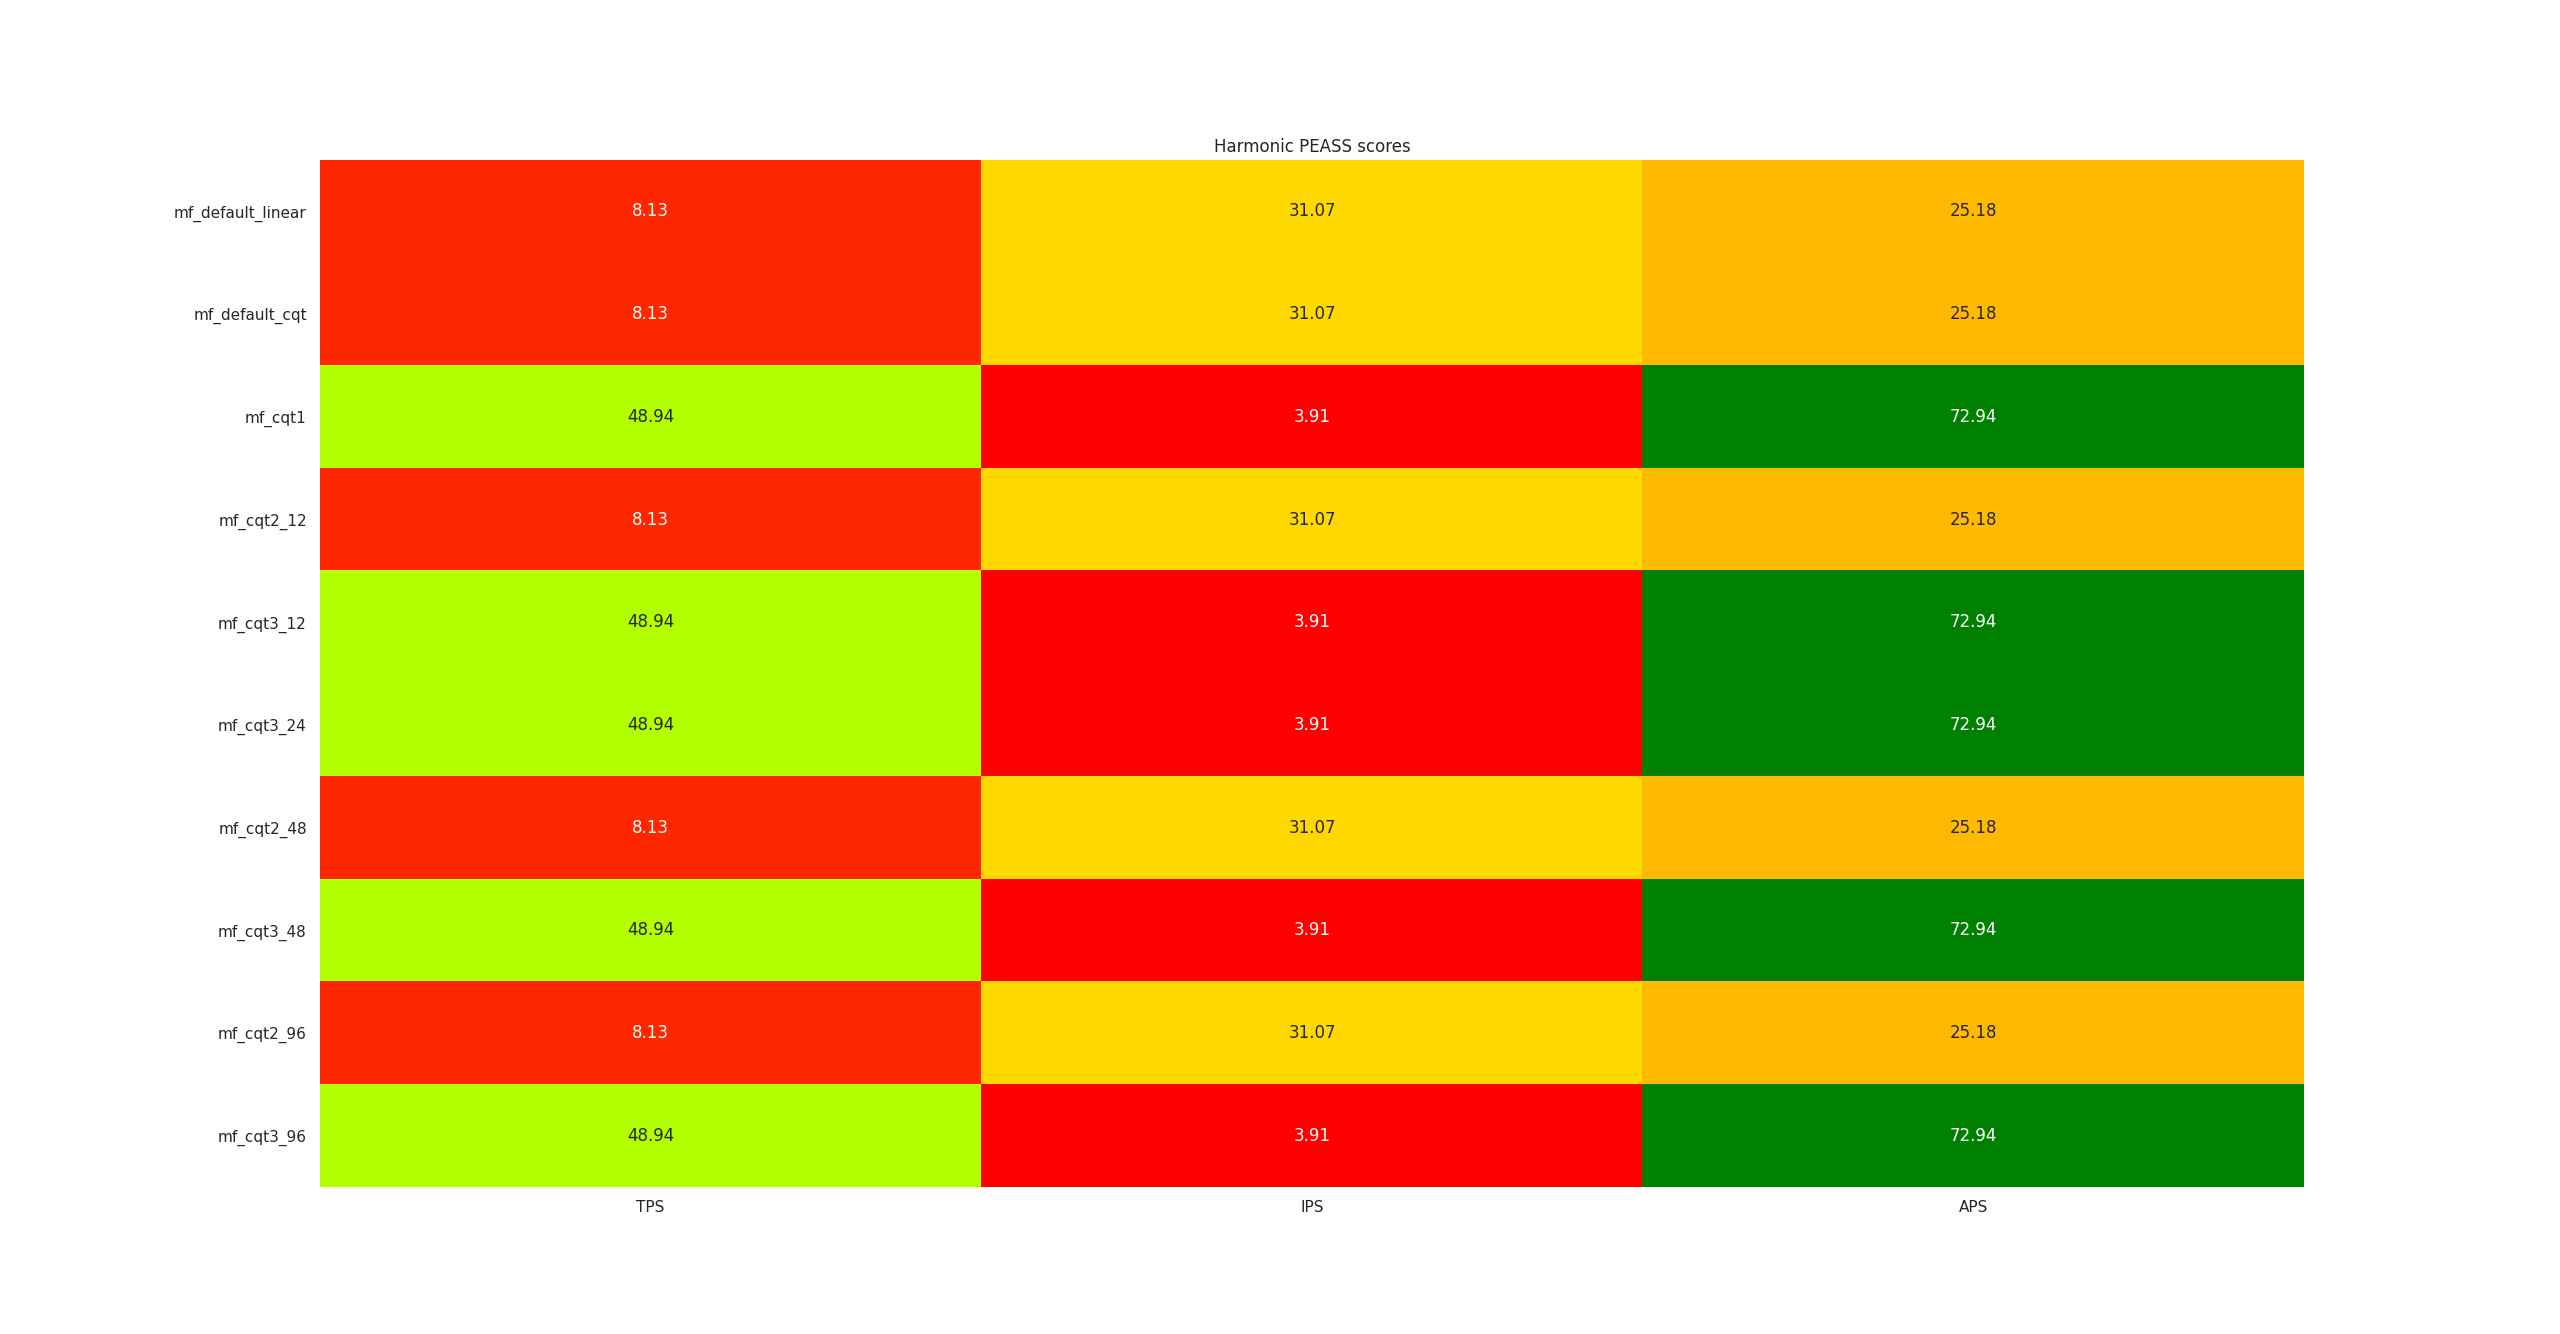 Harmonic PEASS scores
mf_default_linear 8.13 31.07 25.18
mf_default_cqt 8.13 31.07 25.18
mf_cqt1 48.94 3.91 72.94
mf_cqt2_12 8.13 31.07 25.18
mf_cqt3_12 48.94 3.91 72.94
mf_cqt3_24 48.94 3.91 72.94
mf_cqt2_48 8.13 31.07 25.18
mf_cqt3_48 48.94 3.91 72.94
mf_cqt2_96 8.13 31.07 25.18
mf_cqt3_96 48.94 3.91 72.94
TPS IPS APS